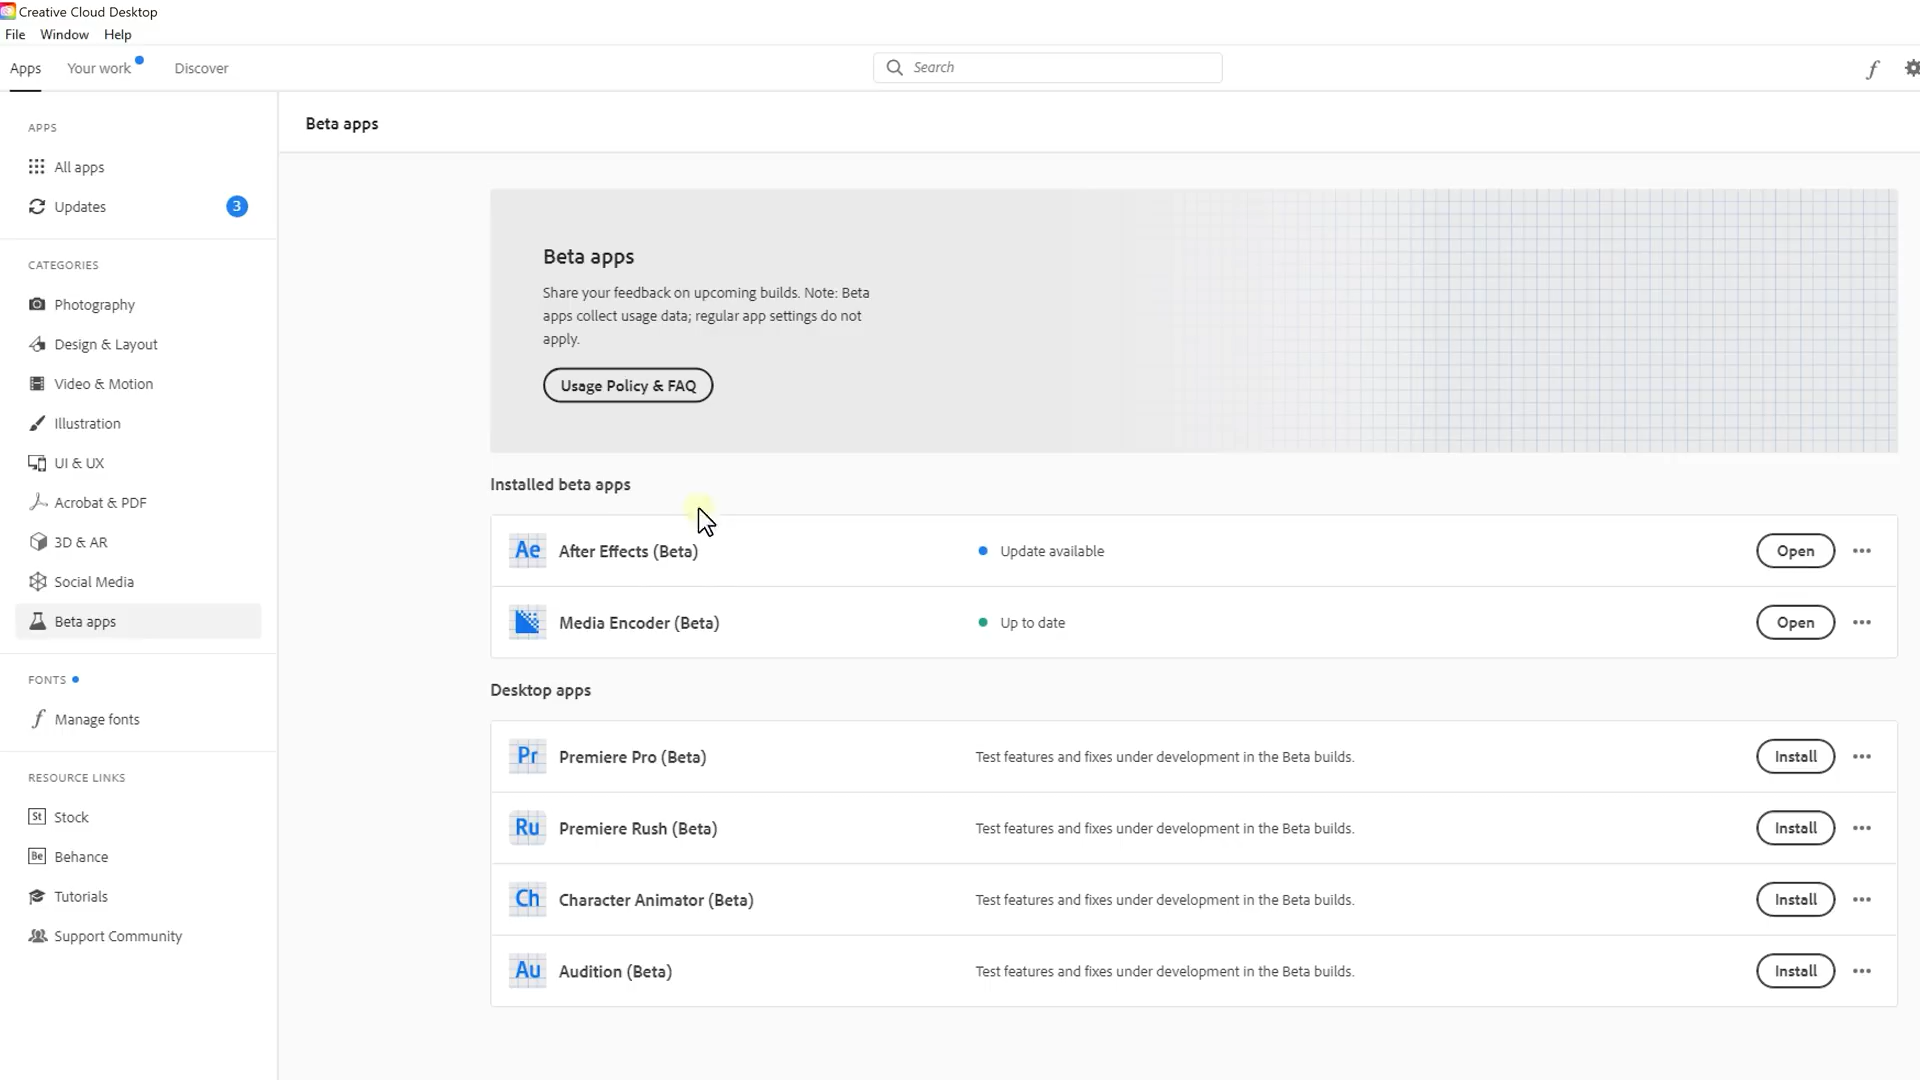 Creative Cloud Desktop
File Window Help
Apps Your work Discover Search
APPS
All apps
Updates 3
CATEGORIES
Photography
Design & Layout
Video & Motion
Illustration
UI & UX
Acrobat & PDF
3D & AR
Social Media
Beta apps
FONTS
Manage fonts
RESOURCE LINKS
St Stock
Be Behance
Tutorials
Support Community
Beta apps
Beta apps
Share your feedback on upcoming builds. Note: Beta
apps collect usage data; regular app settings do not
apply.
Usage Policy & FAQ
Installed beta apps
Ae After Effects (Beta) Update available Open
Media Encoder (Beta) Up to date Open
Desktop apps
Pr Premiere Pro (Beta) Test features and fixes under development in the Beta builds. Install
Ru Premiere Rush (Beta) Test features and fixes under development in the Beta builds. Install
Ch Character Animator (Beta) Test features and fixes under development in the Beta builds. Install
Au Audition (Beta) Test features and fixes under development in the Beta builds. Install